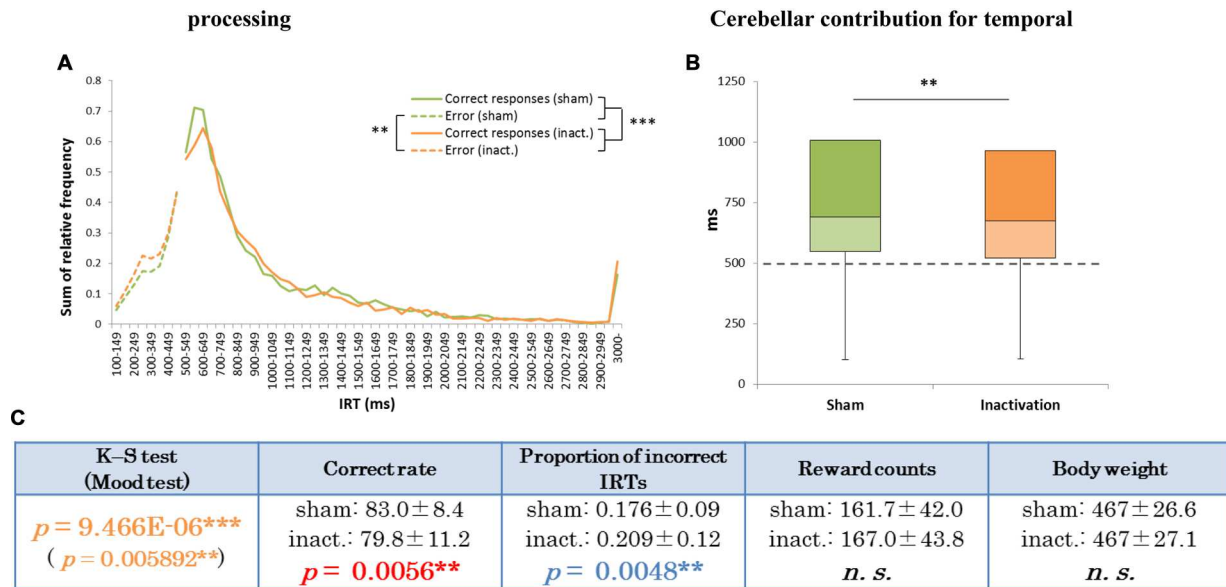 processing
Cerebellar contribution for temporal
A
Sum of relative frequency
0.8
0.7
0.6
0.5
0.4
0.3
0.2
0.1
0
Correct responses (sham)
Error (sham)
Correct responses (inact.)
Error (inact.)
**
***
100-149
200-249
300-349
400-449
500-549
600-649
700-749
800-849
900-949
1000-1049
1100-1149
1200-1249
1300-1349
1400-1449
1500-1549
1600-1649
1700-1749
1800-1849
1900-1949
2000-2049
2100-2149
2200-2249
2300-2349
2400-2449
2500-2549
2600-2649
2700-2749
2800-2849
2900-2949
3000-
IRT (ms)
B
**
ms
1250
1000
750
500
250
0
Sham
Inactivation
C
K–S test
(Mood test)
Correct rate
Proportion of incorrect
IRTs
Reward counts
Body weight
p = 9.466E-06***
( p = 0.005892**)
sham: 83.0±8.4
inact.: 79.8±11.2
p = 0.0056**
sham: 0.176±0.09
inact.: 0.209±0.12
p = 0.0048**
sham: 161.7±42.0
inact.: 167.0±43.8
n. s.
sham: 467±26.6
inact.: 467±27.1
n. s.